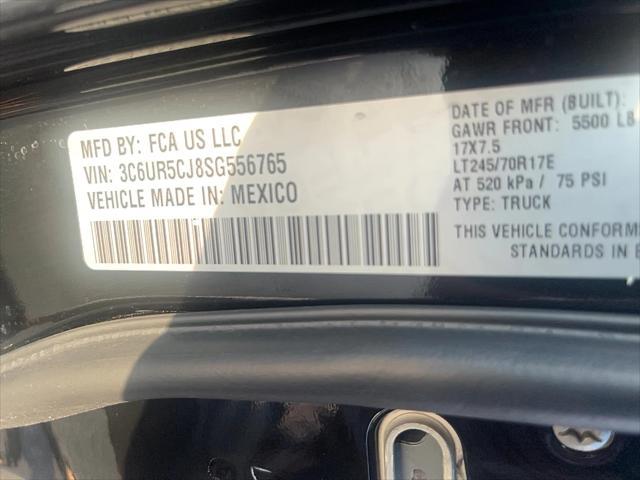 MFD BY: FCA US LLC
VIN: 3C6UR5CJ8SG556765
VEHICLE MADE IN: MEXICO
DATE OF MFR (BUILT):
GAWR FRONT: 5500 LB
17X7.5
LT245/70R17E
AT 520 kPa / 75 PSI
TYPE: TRUCK
THIS VEHICLE CONFORM
STANDARDS IN